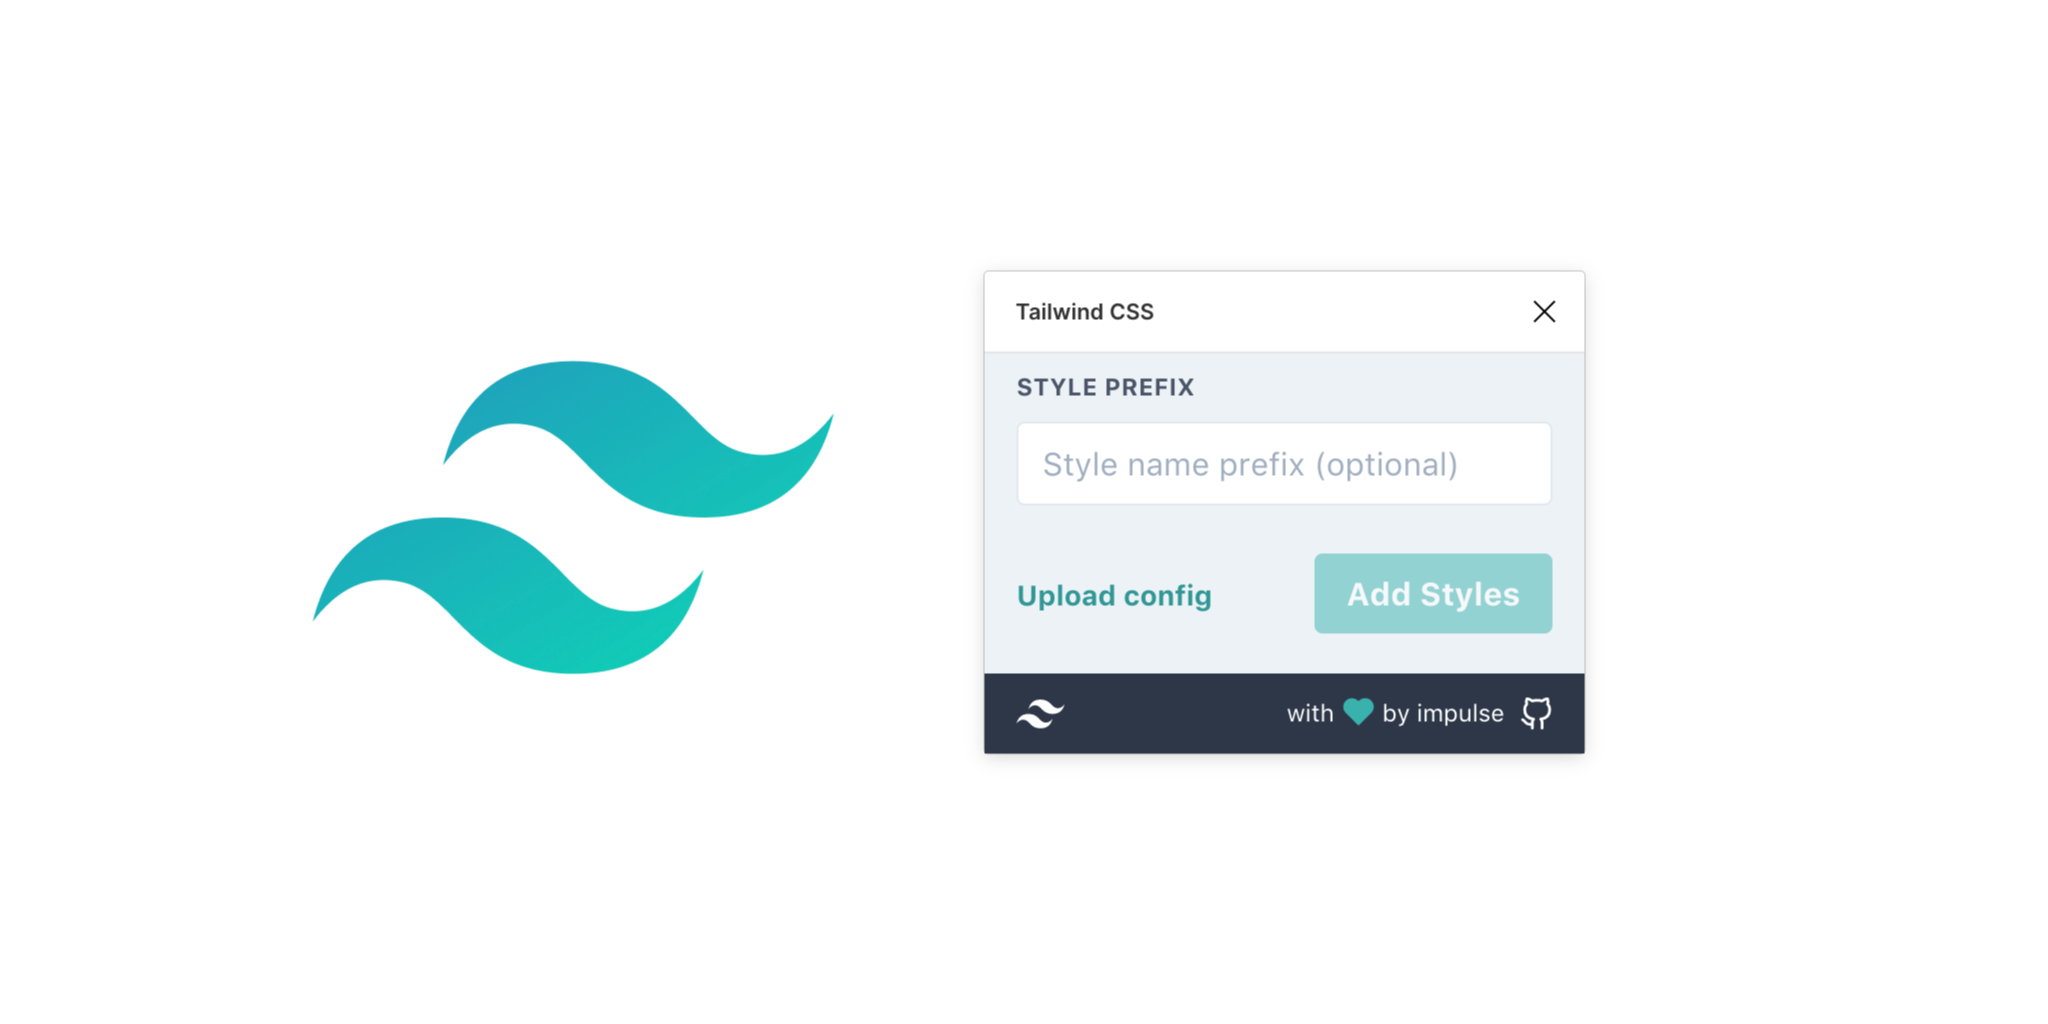 Tailwind CSS
STYLE PREFIX
Style name prefix (optional)
Upload config
Add Styles
with by impulse